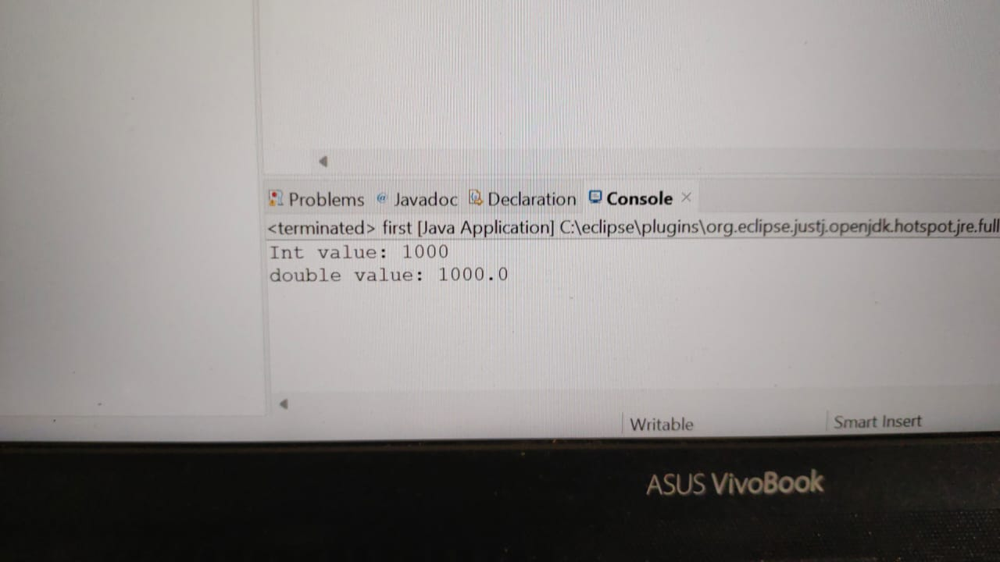 Problems @ Javadoc Declaration Console
<terminated> first [Java Application] C:\eclipse\plugins\org.eclipse.justj.openjdk.hotspot.jre.full
Int value: 1000
double value: 1000.0
Writable Smart Insert
ASUS VivoBook